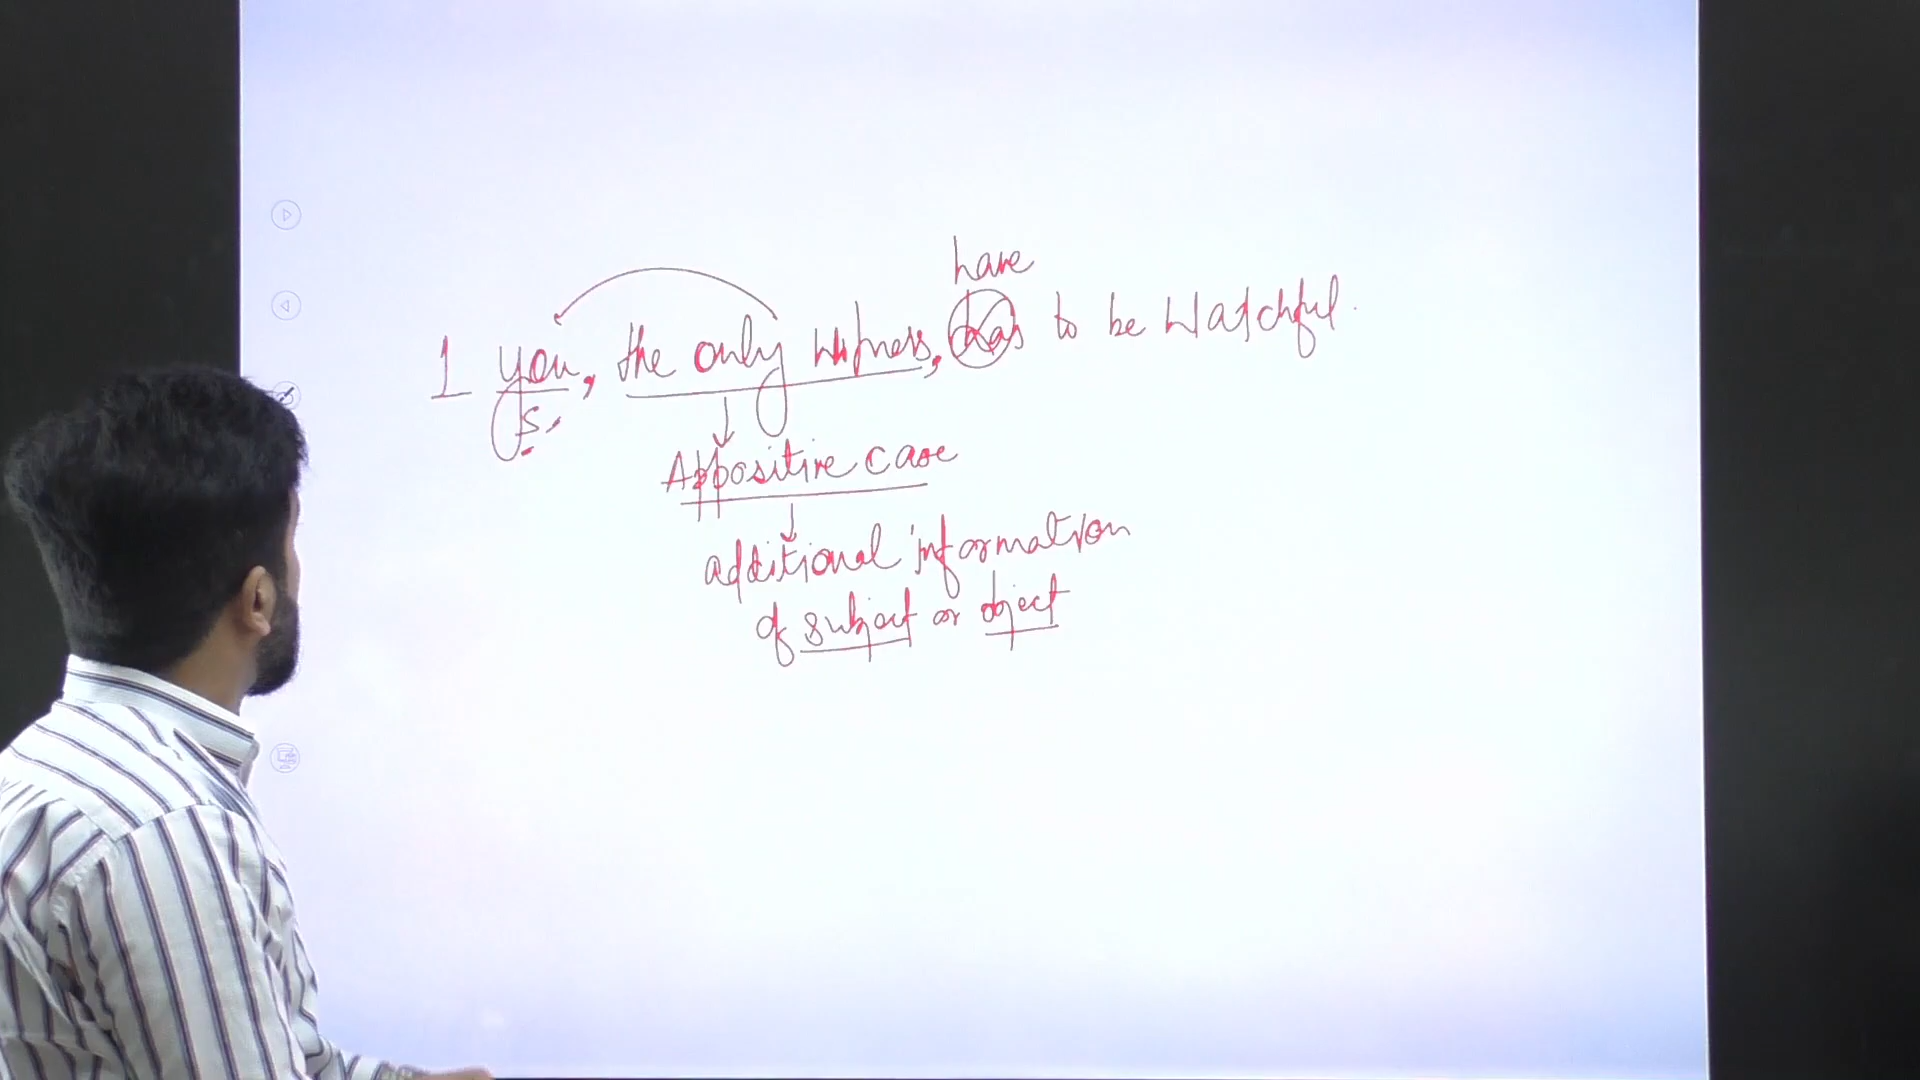 have
1 you, the only witness, has to be watchful.
S.
Appositive case
additional information
of subject or object